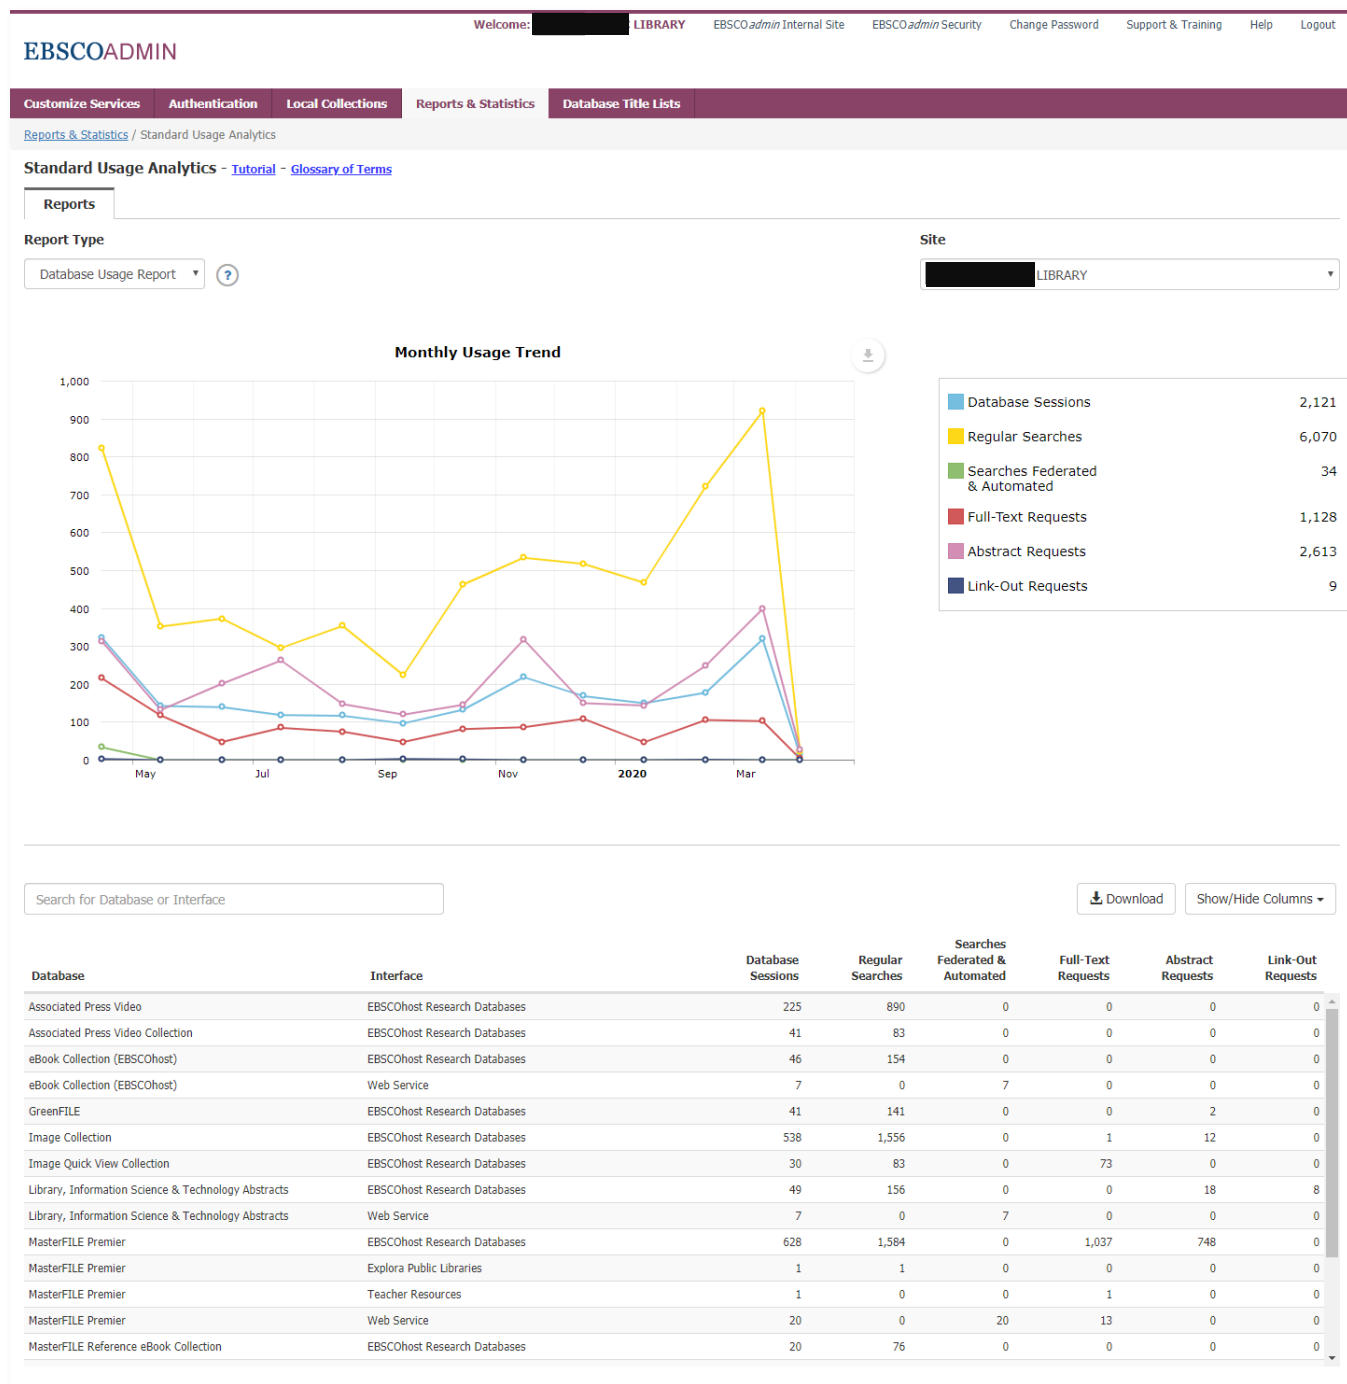 Welcome: LIBRARY EBSCOadmin Internal Site EBSCOadmin Security Change Password Support & Training Help Logout
EBSCOADMIN
Customize Services Authentication Local Collections Reports & Statistics Database Title Lists
Reports & Statistics / Standard Usage Analytics
Standard Usage Analytics - Tutorial - Glossary of Terms
Reports
Report Type Site
Database Usage Report ? LIBRARY
Monthly Usage Trend
1,000
900
800
700
600
500
400
300
200
100
0
May Jul Sep Nov 2020 Mar
Database Sessions 2,121
Regular Searches 6,070
Searches Federated 34
& Automated
Full-Text Requests 1,128
Abstract Requests 2,613
Link-Out Requests 9
Search for Database or Interface Download Show/Hide Columns
Database Interface Database Sessions Regular Searches Searches Federated & Automated Full-Text Requests Abstract Requests Link-Out Requests
Associated Press Video EBSCOhost Research Databases 225 890 0 0 0 0
Associated Press Video Collection EBSCOhost Research Databases 41 83 0 0 0 0
eBook Collection (EBSCOhost) EBSCOhost Research Databases 46 154 0 0 0 0
eBook Collection (EBSCOhost) Web Service 7 0 7 0 0 0
GreenFILE EBSCOhost Research Databases 41 141 0 0 2 0
Image Collection EBSCOhost Research Databases 538 1,556 0 1 12 0
Image Quick View Collection EBSCOhost Research Databases 30 83 0 73 0 0
Library, Information Science & Technology Abstracts EBSCOhost Research Databases 49 156 0 0 18 8
Library, Information Science & Technology Abstracts Web Service 7 0 7 0 0 0
MasterFILE Premier EBSCOhost Research Databases 628 1,584 0 1,037 748 0
MasterFILE Premier Explora Public Libraries 1 1 0 0 0 0
MasterFILE Premier Teacher Resources 1 0 0 1 0 0
MasterFILE Premier Web Service 20 0 20 13 0 0
MasterFILE Reference eBook Collection EBSCOhost Research Databases 20 76 0 0 0 0